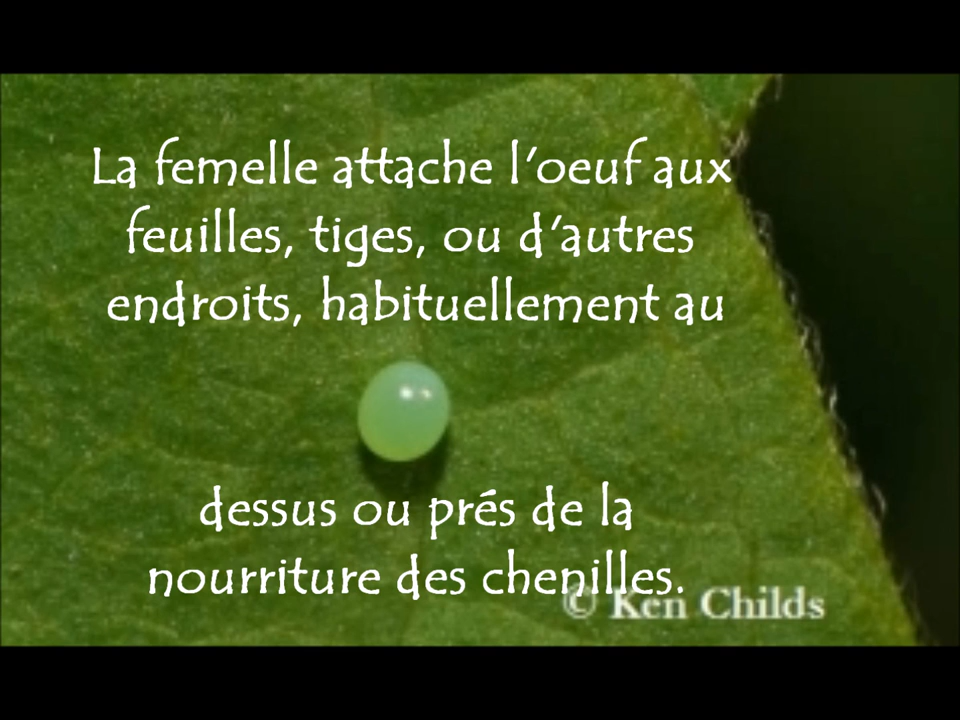 La femelle attache l'oeuf aux
feuilles, tiges, ou d'autres
endroits, habituellement au
dessus ou prés de la
nourriture des chenilles.
© Ken Childs